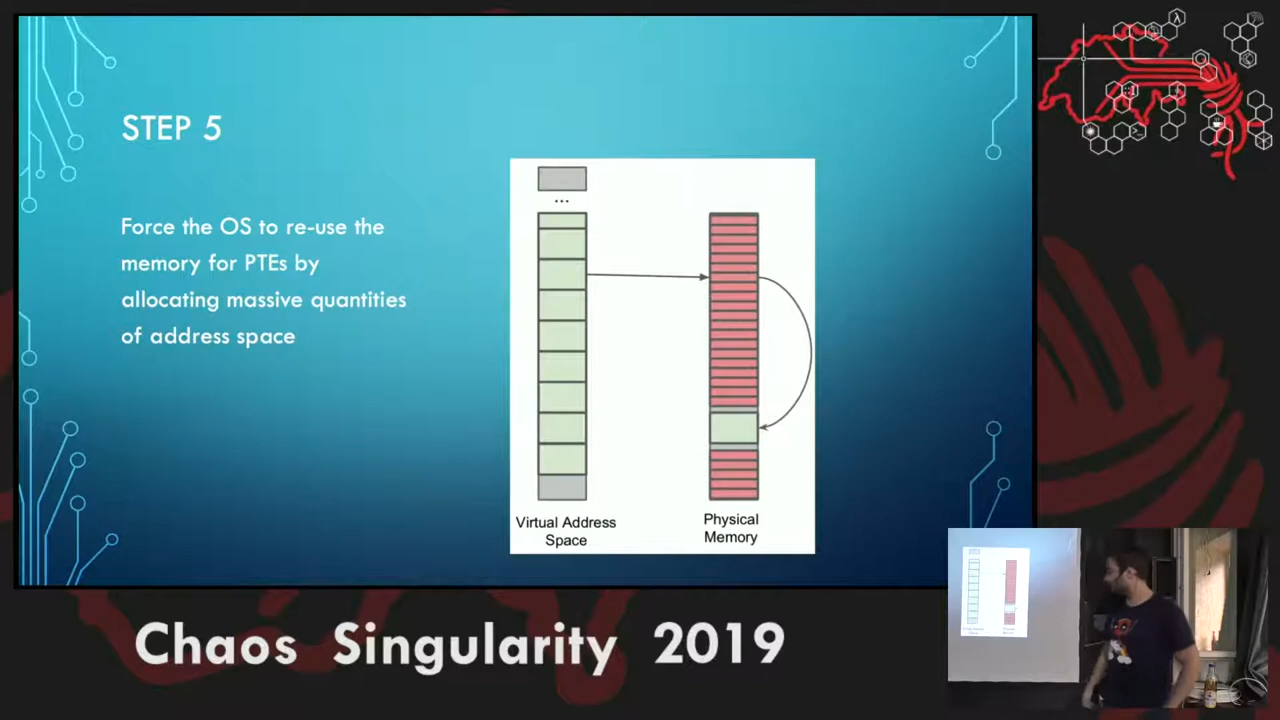 STEP 5
Force the OS to re-use the
memory for PTEs by
allocating massive quantities
of address space
...
Virtual Address
Space
Physical
Memory
Chaos Singularity 2019